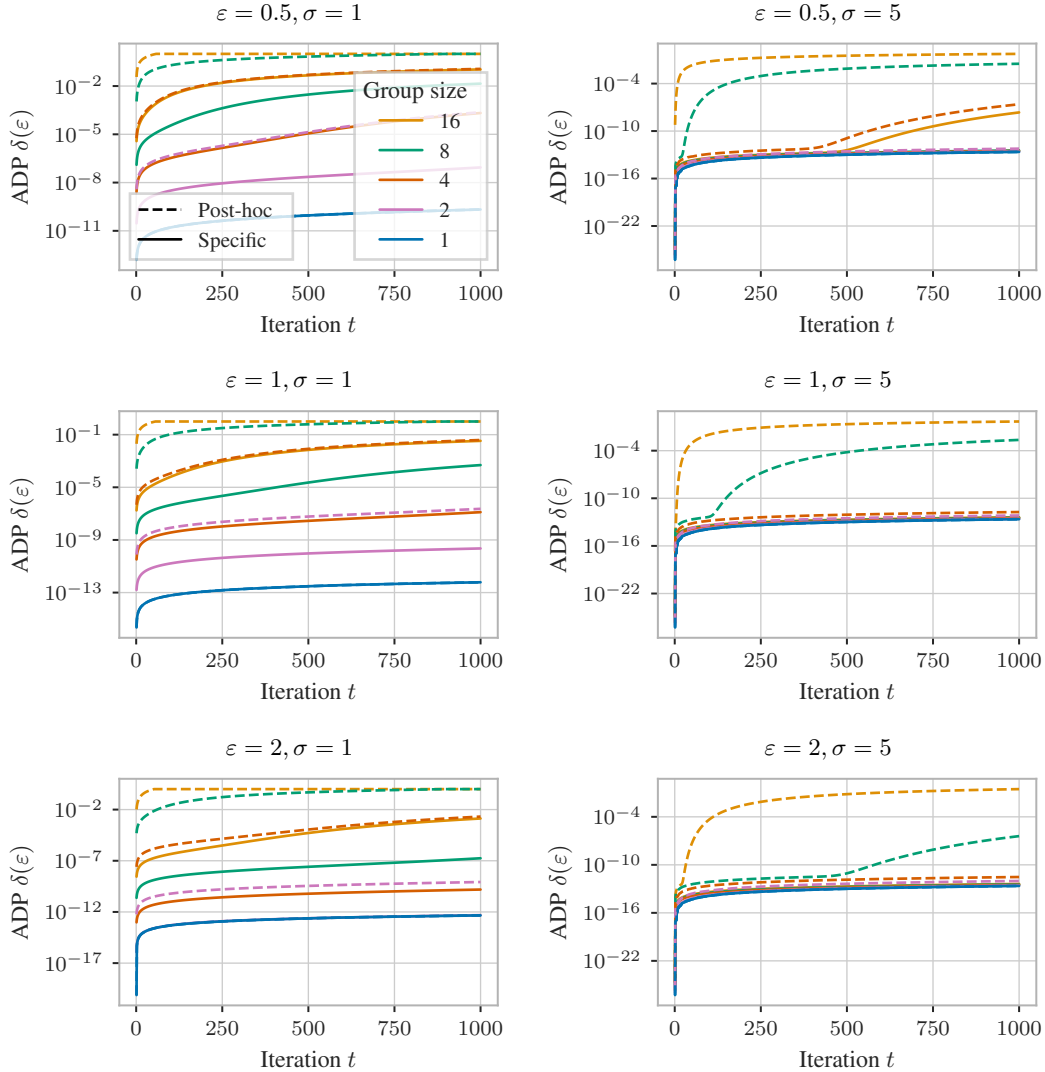 ε = 0.5, σ = 1
ADP δ(ε)
10⁻²
10⁻⁵
10⁻⁸
10⁻¹¹
Group size
16
8
4
2
1
Post-hoc
Specific
0 250 500 750 1000
Iteration t
ε = 0.5, σ = 5
ADP δ(ε)
10⁻⁴
10⁻¹⁰
10⁻¹⁶
10⁻²²
0 250 500 750 1000
Iteration t
ε = 1, σ = 1
ADP δ(ε)
10⁻¹
10⁻⁵
10⁻⁹
10⁻¹³
0 250 500 750 1000
Iteration t
ε = 1, σ = 5
ADP δ(ε)
10⁻⁴
10⁻¹⁰
10⁻¹⁶
10⁻²²
0 250 500 750 1000
Iteration t
ε = 2, σ = 1
ADP δ(ε)
10⁻²
10⁻⁷
10⁻¹²
10⁻¹⁷
0 250 500 750 1000
Iteration t
ε = 2, σ = 5
ADP δ(ε)
10⁻⁴
10⁻¹⁰
10⁻¹⁶
10⁻²²
0 250 500 750 1000
Iteration t